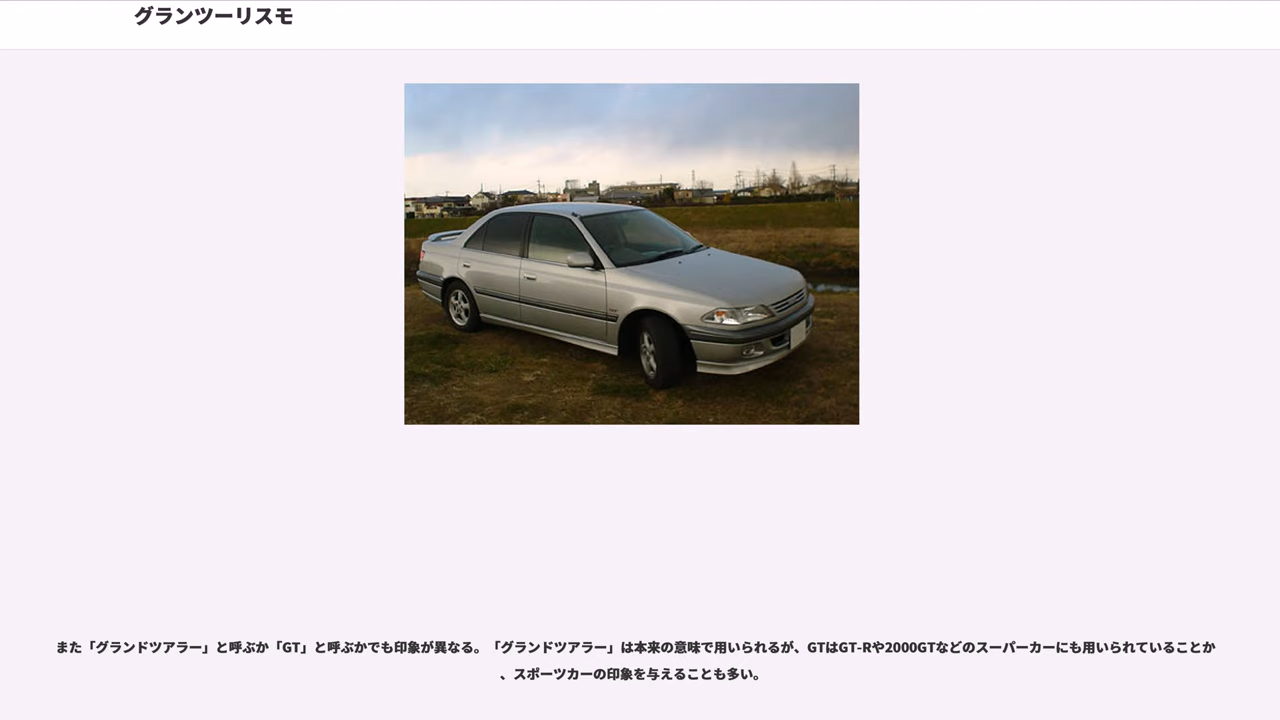 グランツーリスモ
また「グランドツアラー」と呼ぶか「GT」と呼ぶかでも印象が異なる。「グランドツアラー」は本来の意味で用いられるが、GTはGT-Rや2000GTなどのスーパーカーにも用いられていることか
、スポーツカーの印象を与えることも多い。